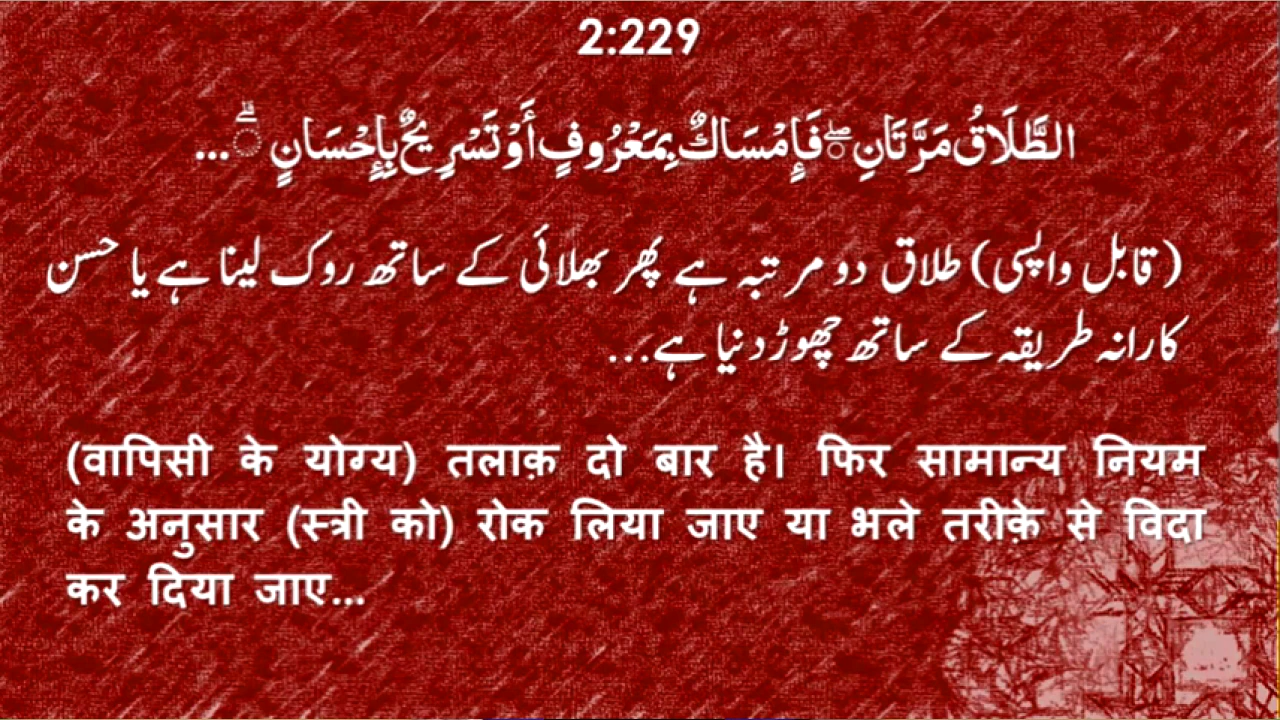 2:229
الطَّلَاقُ مَرَّتَانِ ۖ فَإِمْسَاكٌ بِمَعْرُوفٍ أَوْ تَسْرِيحٌ بِإِحْسَانٍ ۗ ...
(قابل واپسی) طلاق دو مرتبہ ہے پھر بھلائی کے ساتھ روک لینا ہے یا حسن
کارانہ طریقہ کے ساتھ چھوڑ دنیا ہے...
(वापिसी के योग्य) तलाक़ दो बार है। फिर सामान्य नियम
के अनुसार (स्त्री को) रोक लिया जाए या भले तरीक़े से विदा
कर दिया जाए...